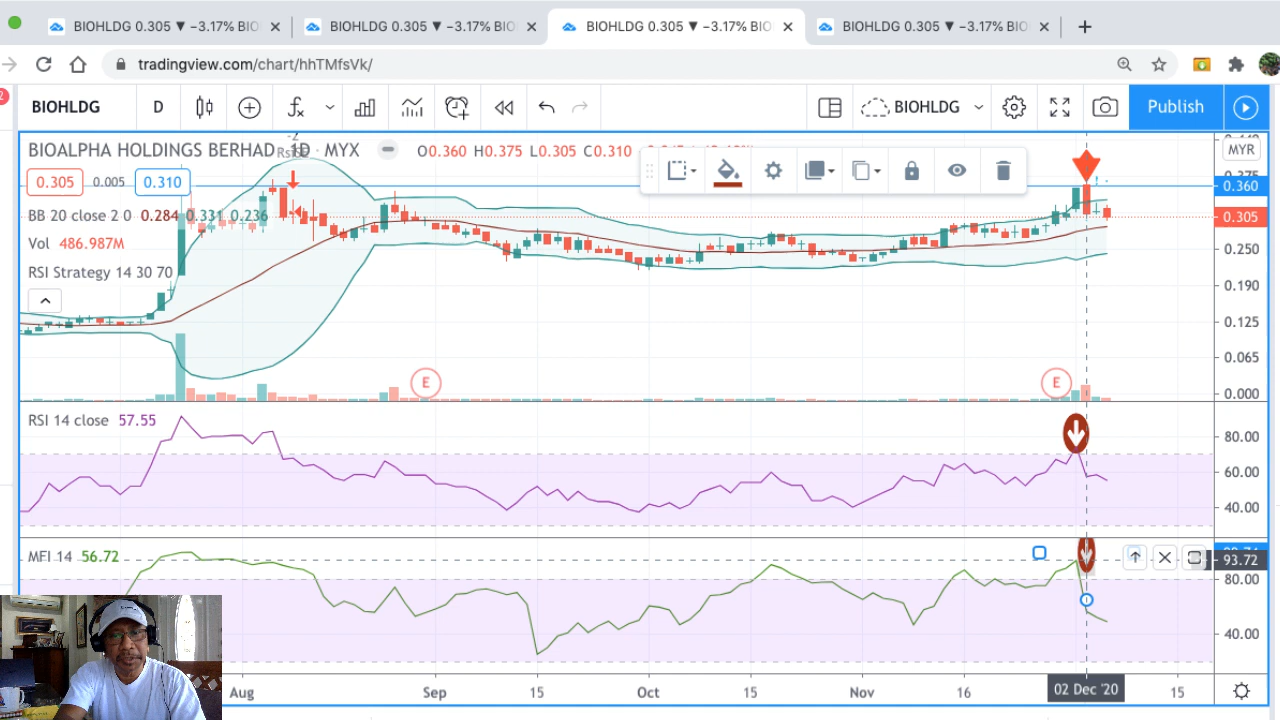 BIOHLDG 0.305 ▼ −3.17% BIO
BIOHLDG 0.305 ▼ −3.17% BIO
BIOHLDG 0.305 ▼ −3.17% BIO
BIOHLDG 0.305 ▼ −3.17% BIO
tradingview.com/chart/hhTMfsVk/
BIOHLDG D BIOHLDG Publish
BIOALPHA HOLDINGS BERHAD 1D · MYX O0.360 H0.375 L0.305 C0.310
MYR
0.305 0.005 0.310
0.360
BB 20 close 2 0 0.284 0.331 0.236
0.305
Vol 486.987M
0.250
RSI Strategy 14 30 70
0.190
0.125
0.065
E E
0.000
RSI 14 close 57.55
80.00
60.00
40.00
MFI 14 56.72
93.72
80.00
40.00
Aug Sep 15 Oct 15 Nov 16 02 Dec '20 15